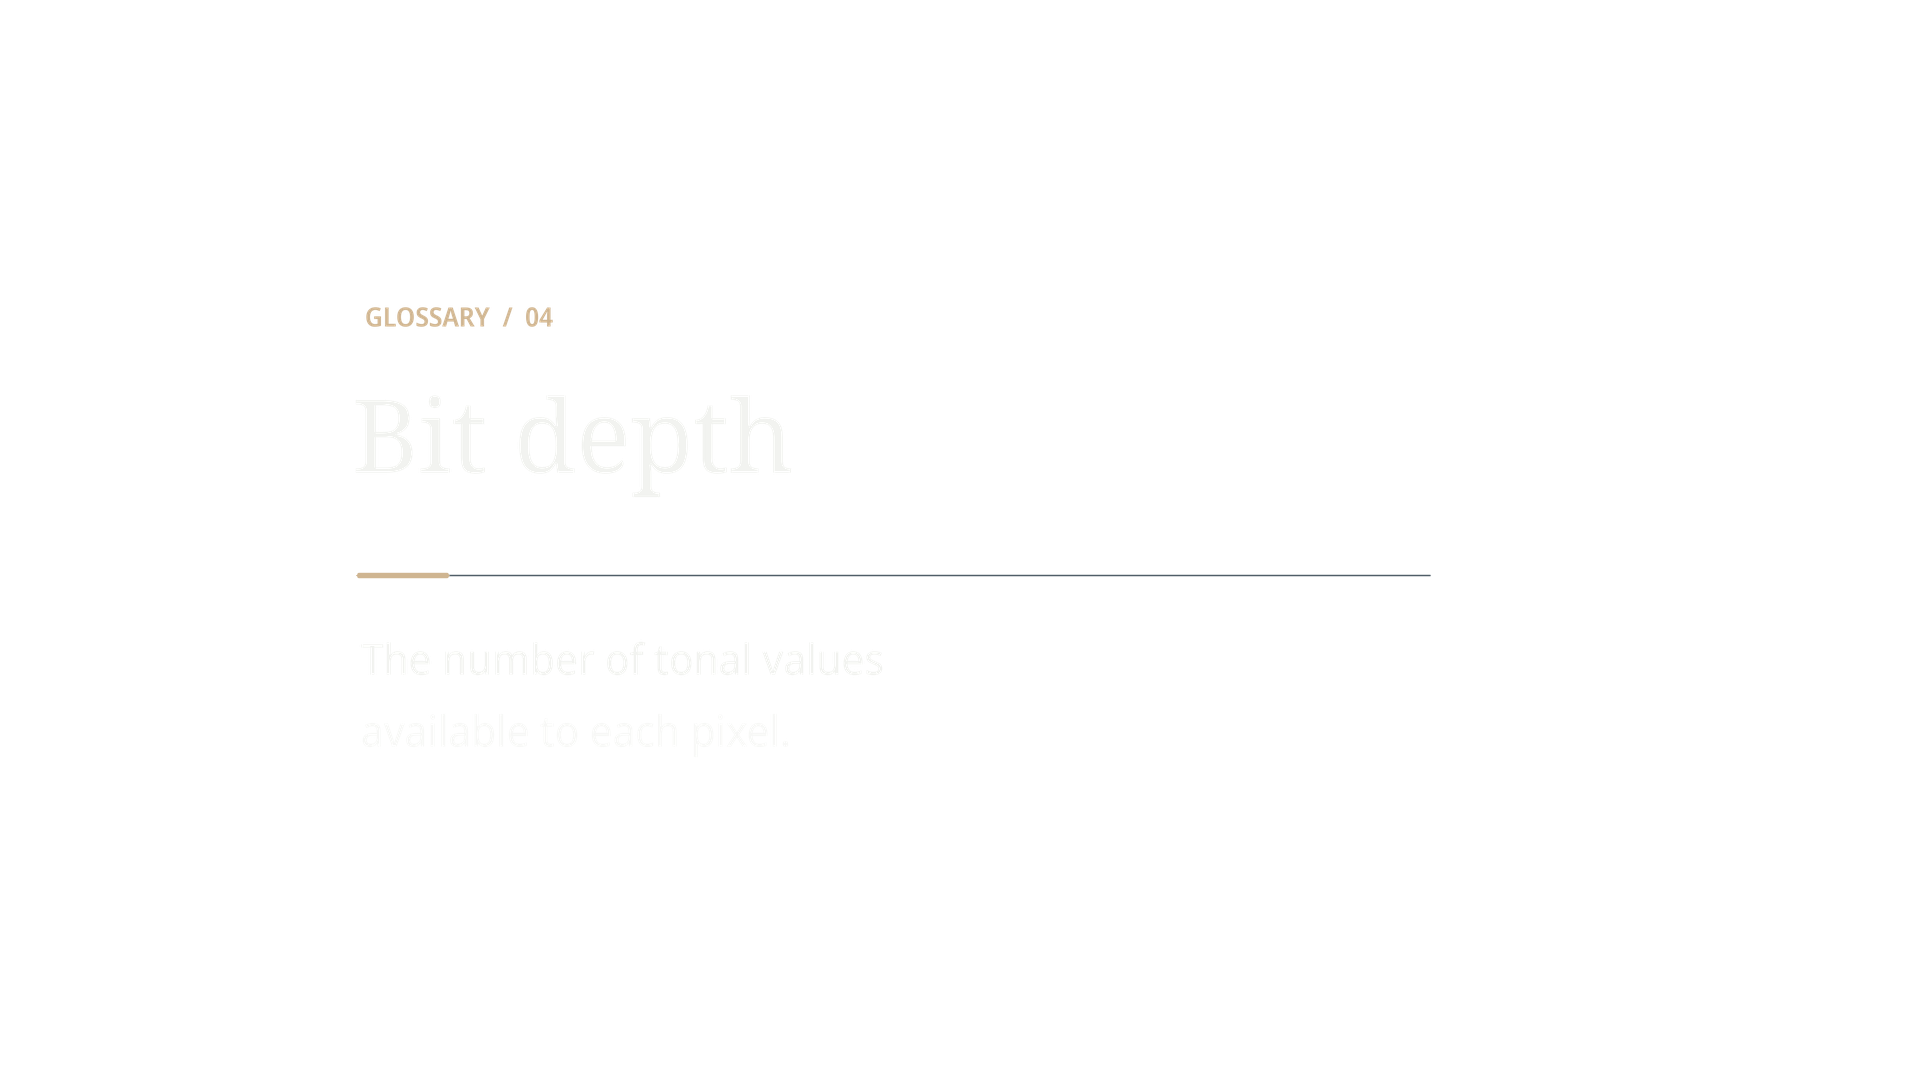 GLOSSARY / 04
Bit depth
The number of tonal values
available to each pixel.